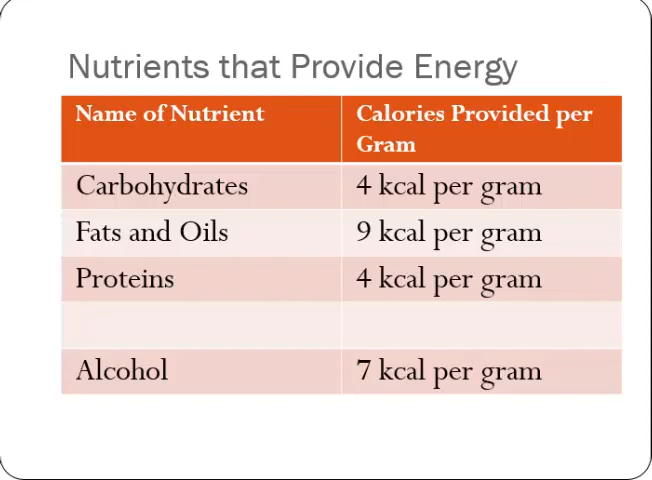 Nutrients that Provide Energy
Name of Nutrient
Calories Provided per
Gram
Carbohydrates
4 kcal per gram
Fats and Oils
9 kcal per gram
Proteins
4 kcal per gram
Alcohol
7 kcal per gram